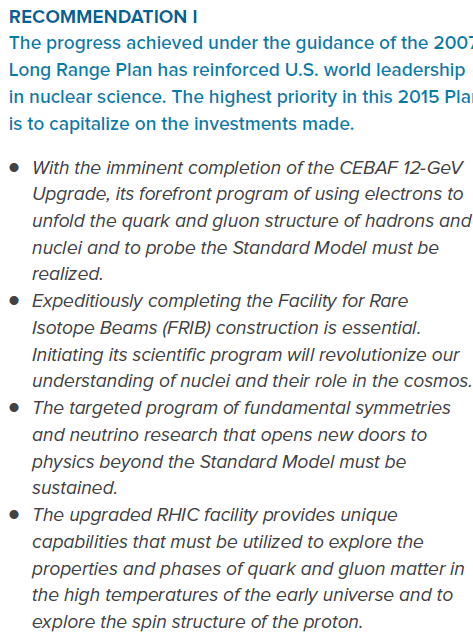 RECOMMENDATION I
The progress achieved under the guidance of the 2007
Long Range Plan has reinforced U.S. world leadership
in nuclear science. The highest priority in this 2015 Plan
is to capitalize on the investments made.
● With the imminent completion of the CEBAF 12-GeV
Upgrade, its forefront program of using electrons to
unfold the quark and gluon structure of hadrons and
nuclei and to probe the Standard Model must be
realized.
● Expeditiously completing the Facility for Rare
Isotope Beams (FRIB) construction is essential.
Initiating its scientific program will revolutionize our
understanding of nuclei and their role in the cosmos.
● The targeted program of fundamental symmetries
and neutrino research that opens new doors to
physics beyond the Standard Model must be
sustained.
● The upgraded RHIC facility provides unique
capabilities that must be utilized to explore the
properties and phases of quark and gluon matter in
the high temperatures of the early universe and to
explore the spin structure of the proton.